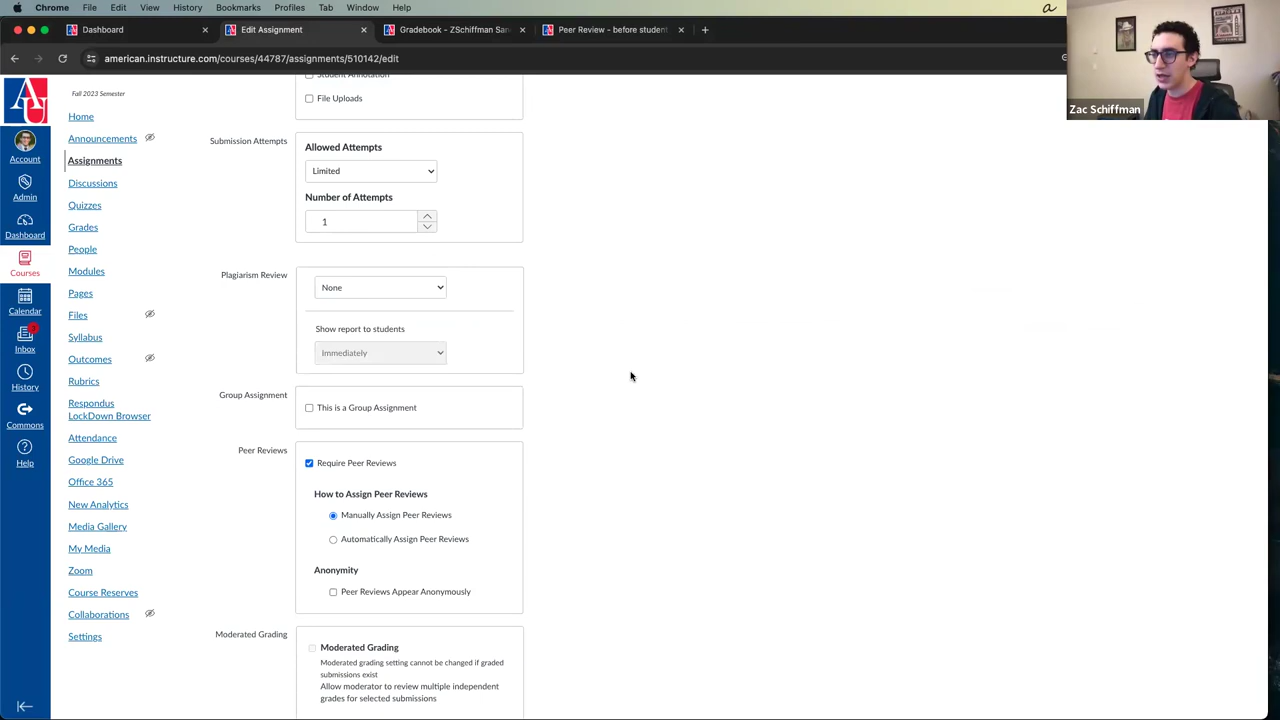 Chrome File Edit View History Bookmarks Profiles Tab Window Help
Dashboard
Edit Assignment
Gradebook - ZSchiffman San
Peer Review - before student
american.instructure.com/courses/44787/assignments/510142/edit
Zac Schiffman
AU
Account
Admin
Dashboard
Courses
Calendar
Inbox
History
Commons
Help
Fall 2023 Semester
Home
Announcements
Assignments
Discussions
Quizzes
Grades
People
Modules
Pages
Files
Syllabus
Outcomes
Rubrics
Respondus
LockDown Browser
Attendance
Google Drive
Office 365
New Analytics
Media Gallery
My Media
Zoom
Course Reserves
Collaborations
Settings
Student Annotation
File Uploads
Submission Attempts
Allowed Attempts
Limited
Number of Attempts
1
Plagiarism Review
None
Show report to students
Immediately
Group Assignment
This is a Group Assignment
Peer Reviews
Require Peer Reviews
How to Assign Peer Reviews
Manually Assign Peer Reviews
Automatically Assign Peer Reviews
Anonymity
Peer Reviews Appear Anonymously
Moderated Grading
Moderated Grading
Moderated grading setting cannot be changed if graded
submissions exist
Allow moderator to review multiple independent
grades for selected submissions